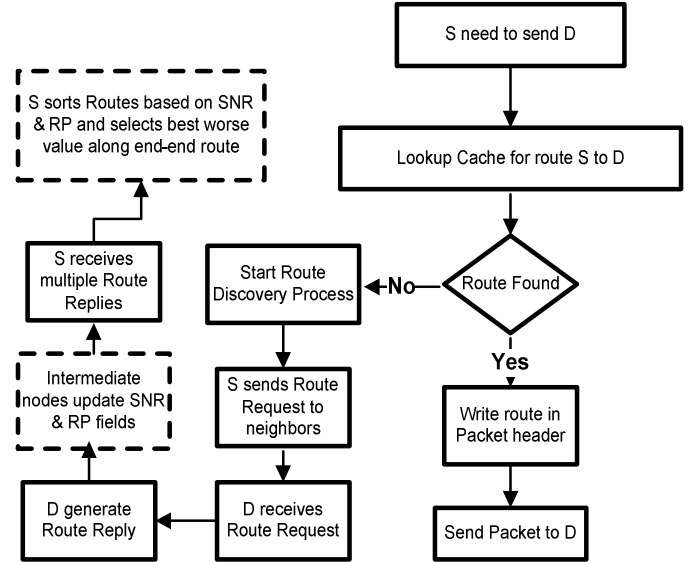 S need to send D
Lookup Cache for route S to D
Route Found
No
Yes
Write route in
Packet header
Send Packet to D
Start Route
Discovery Process
S sends Route
Request to
neighbors
D receives
Route Request
D generate
Route Reply
Intermediate
nodes update SNR
& RP fields
S receives
multiple Route
Replies
S sorts Routes based on SNR
& RP and selects best worse
value along end-end route